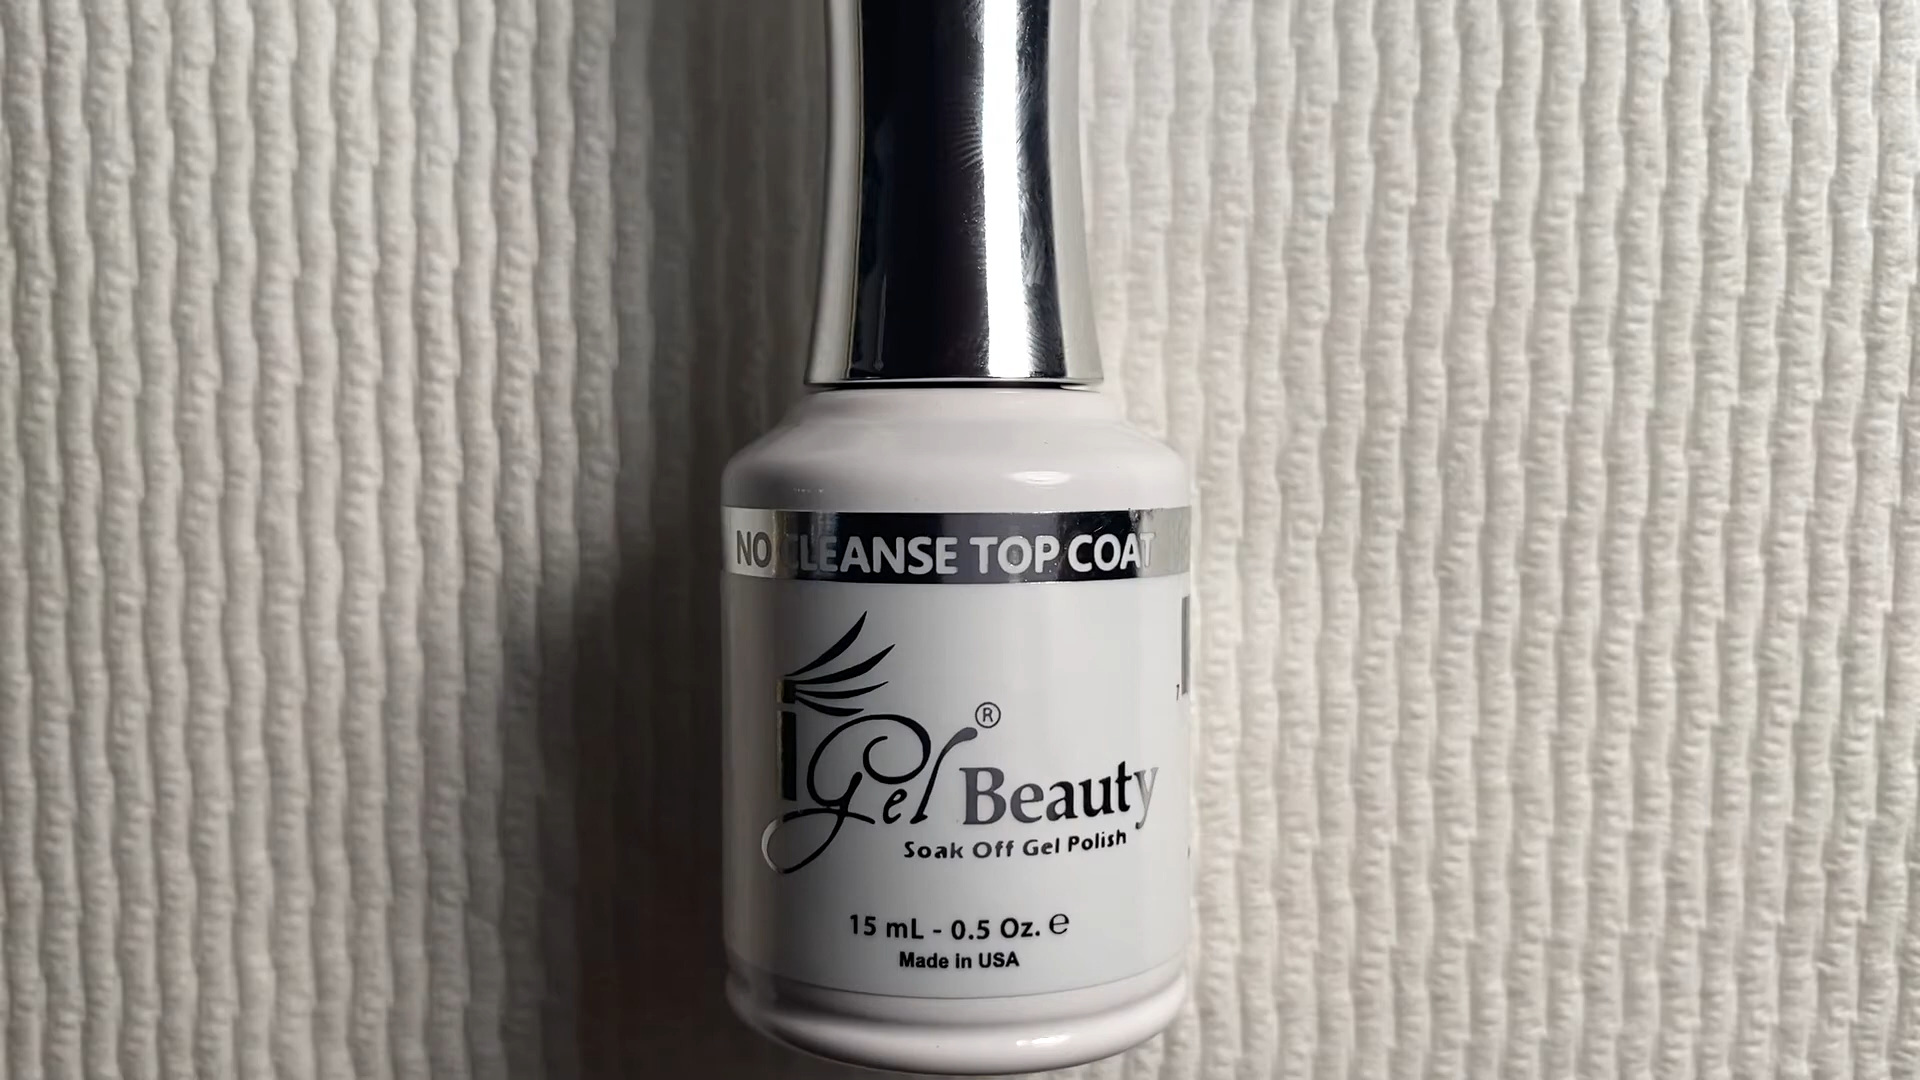 NO CLEANSE TOP COAT
iGel Beauty®
Soak Off Gel Polish
15 mL - 0.5 Oz. ℮
Made in USA